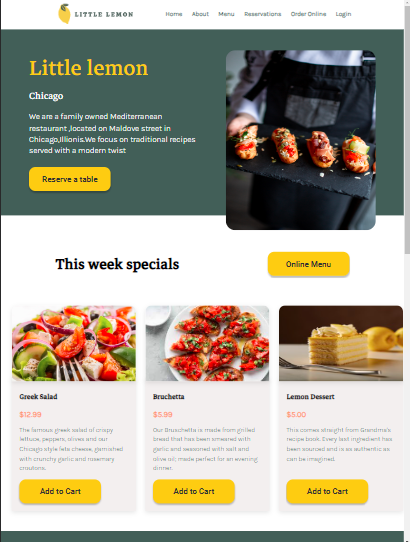 LITTLE LEMON
Home About Menu Reservations Order Online Login
Little lemon
Chicago
We are a family owned Mediterranean
restaurant ,located on Maldove street in
Chicago,Illionis.We focus on traditional recipes
served with a modern twist
Reserve a table
This week specials
Online Menu
Greek Salad
$12.99
The famous greek salad of crispy
lettuce, peppers, olives and our
Chicago style feta cheese, garnished
with crunchy garlic and rosemary
croutons.
Add to Cart
Bruchetta
$5.99
Our Bruschetta is made from grilled
bread that has been smeared with
garlic and seasoned with salt and
olive oil; made perfect for an evening
dinner.
Add to Cart
Lemon Dessert
$5.00
This comes straight from Grandma's
recipe book. Every last ingredient has
been sourced and is as authentic as
can be imagined.
Add to Cart